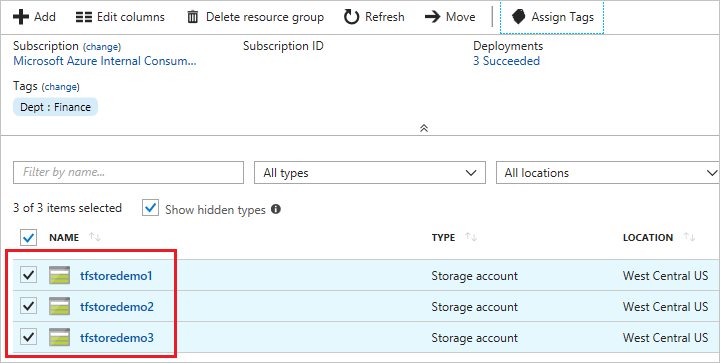 Add Edit columns Delete resource group Refresh Move Assign Tags
Subscription (change) Subscription ID Deployments
Microsoft Azure Internal Consum... 3 Succeeded
Tags (change)
Dept : Finance
Filter by name... All types All locations
3 of 3 items selected Show hidden types
NAME TYPE LOCATION
tfstoredemo1 Storage account West Central US
tfstoredemo2 Storage account West Central US
tfstoredemo3 Storage account West Central US